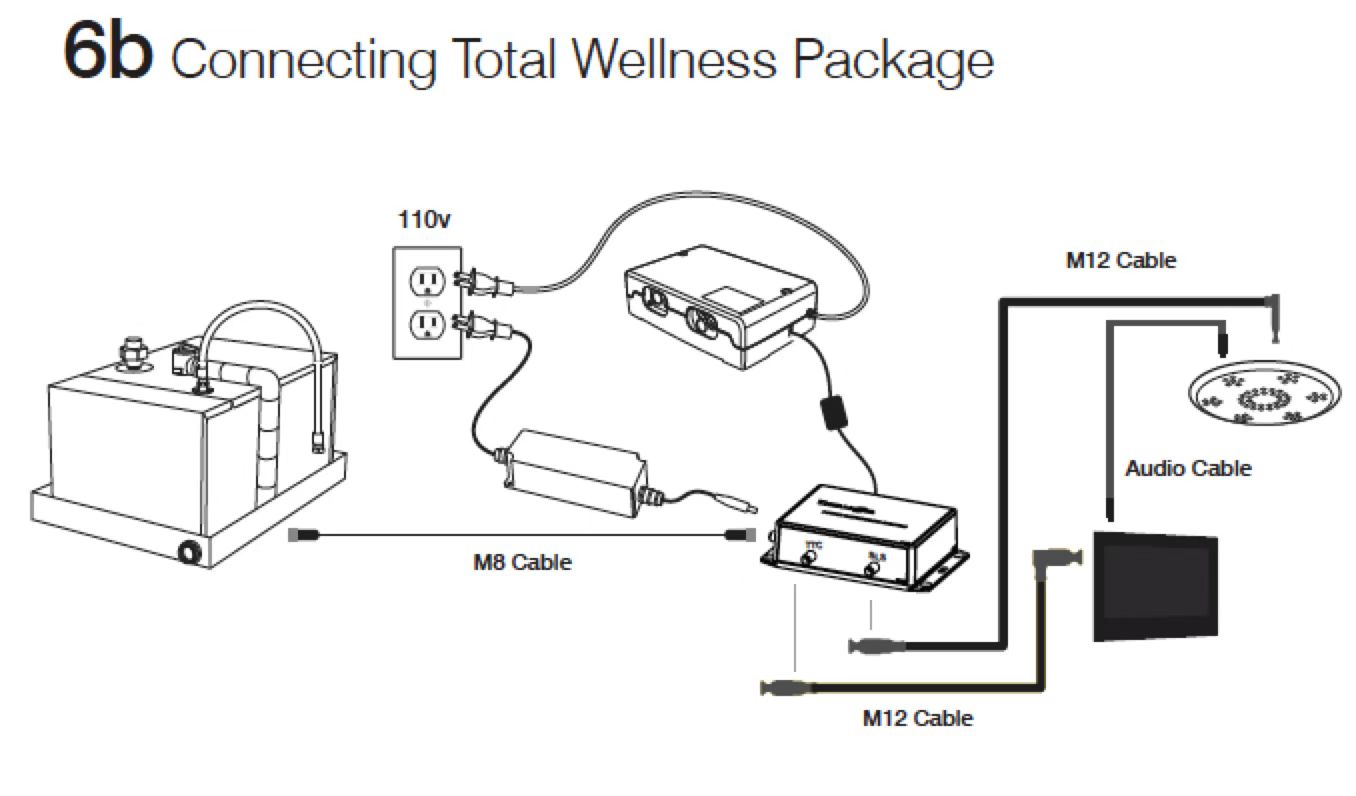 6b Connecting Total Wellness Package
110v
M12 Cable
Audio Cable
M8 Cable
TTC
SLS
M12 Cable